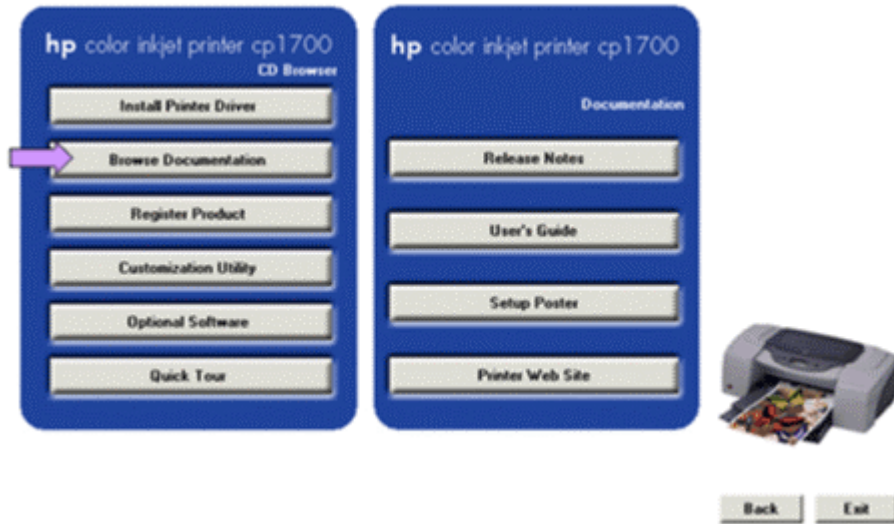 hp color inkjet printer cp1700
CD Browser
Install Printer Driver
Browse Documentation
Register Product
Customization Utility
Optional Software
Quick Tour
hp color inkjet printer cp1700
Documentation
Release Notes
User's Guide
Setup Poster
Printer Web Site
Back
Exit